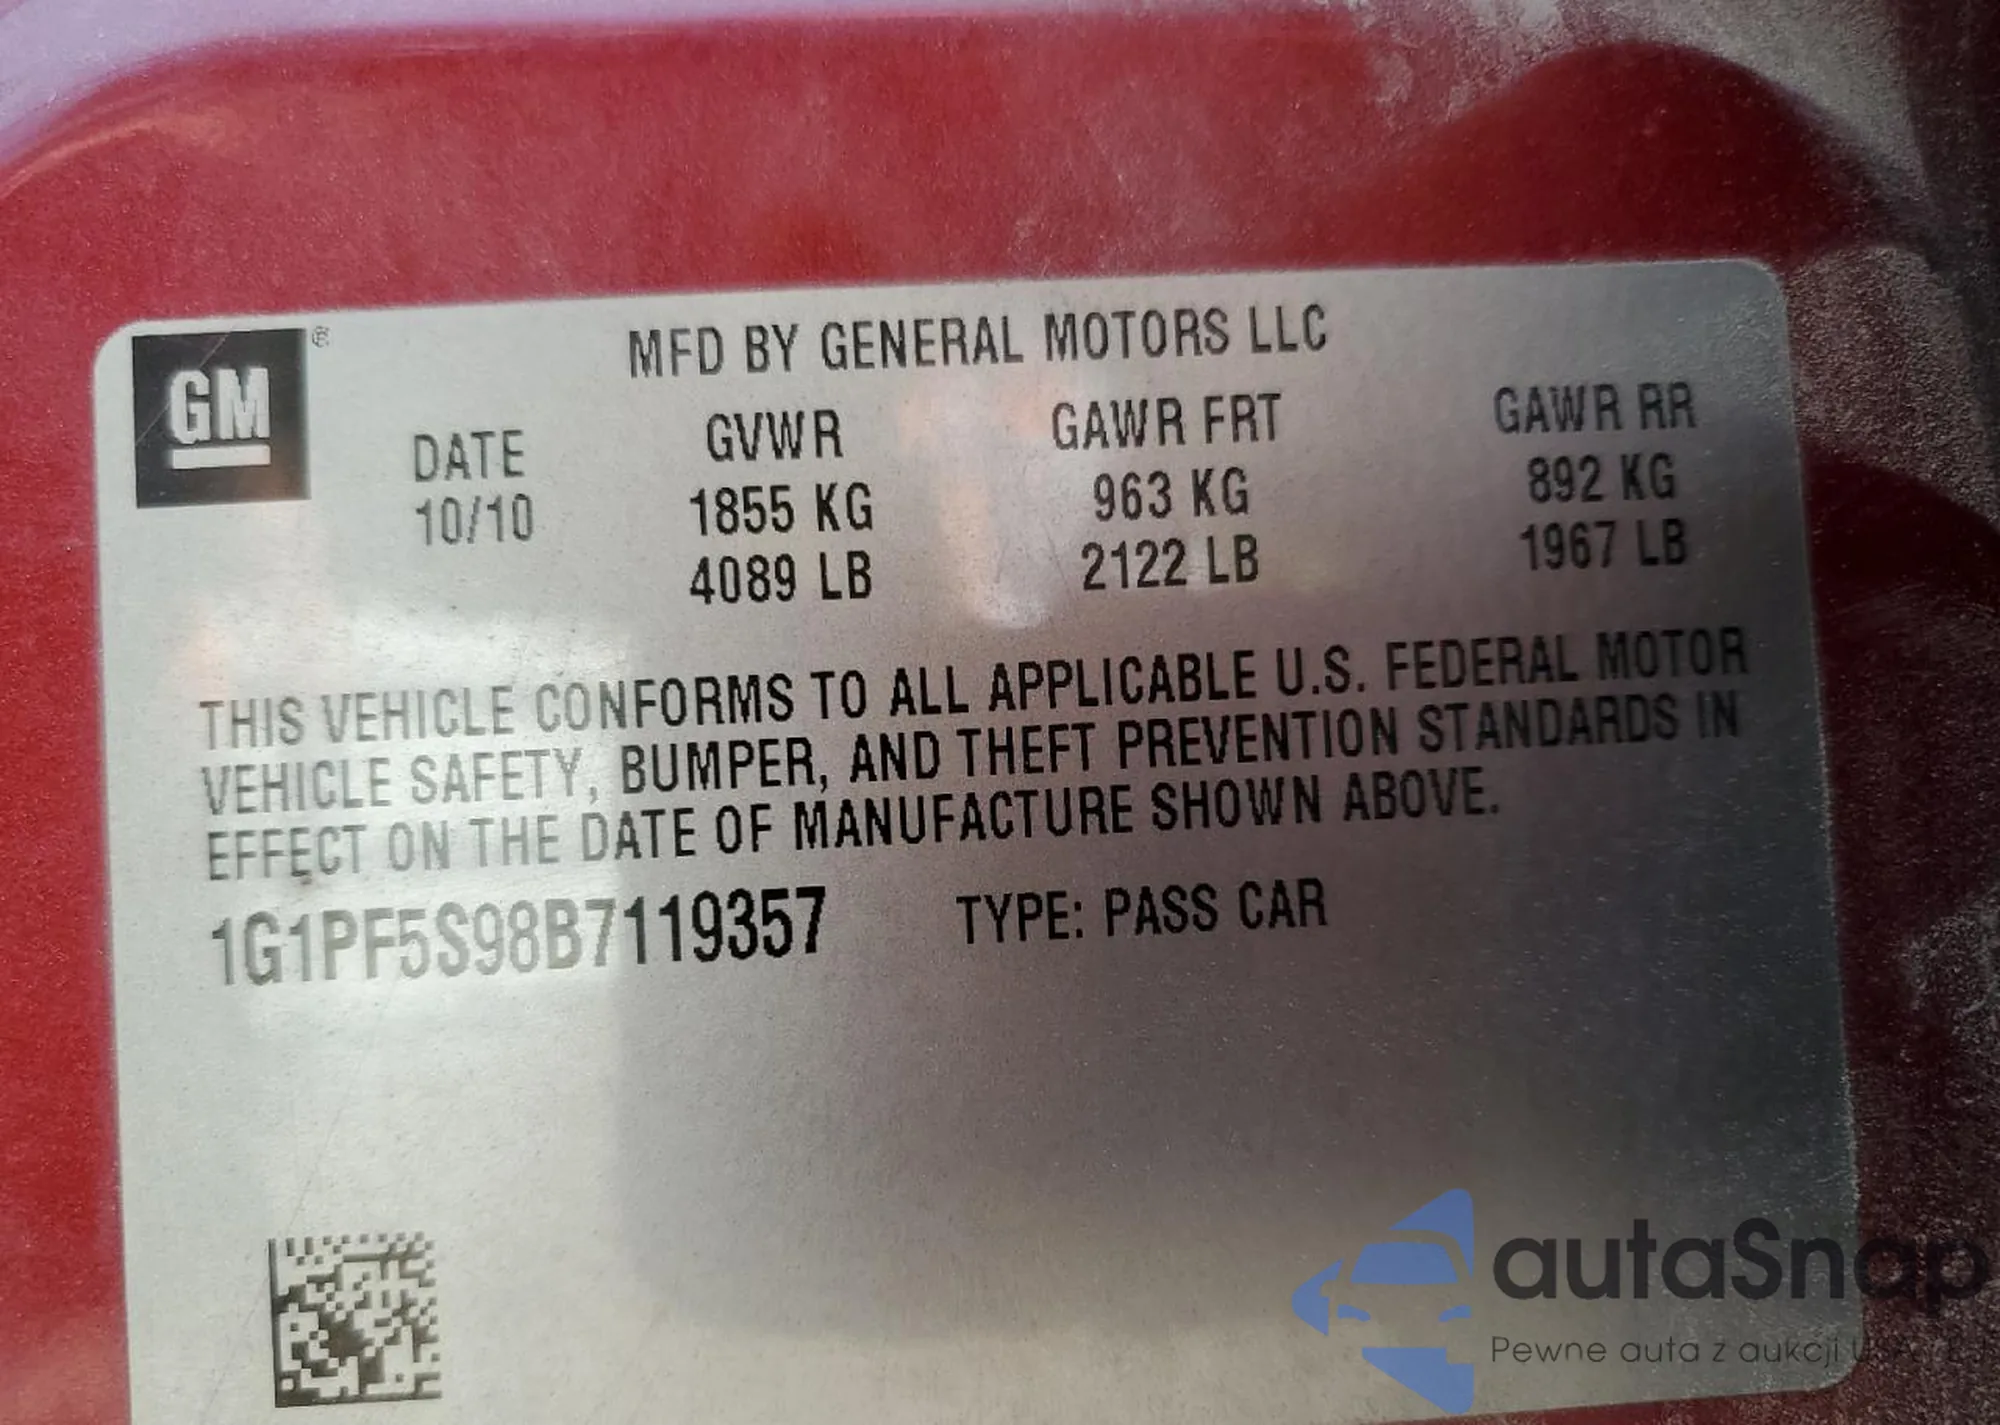 GM ®
MFD BY GENERAL MOTORS LLC
DATE GVWR GAWR FRT GAWR RR
10/10 1855 KG 963 KG 892 KG
4089 LB 2122 LB 1967 LB
THIS VEHICLE CONFORMS TO ALL APPLICABLE U.S. FEDERAL MOTOR
VEHICLE SAFETY, BUMPER, AND THEFT PREVENTION STANDARDS IN
EFFECT ON THE DATE OF MANUFACTURE SHOWN ABOVE.
1G1PF5S98B7119357 TYPE: PASS CAR
autaSnap
Pewne auta z aukcji